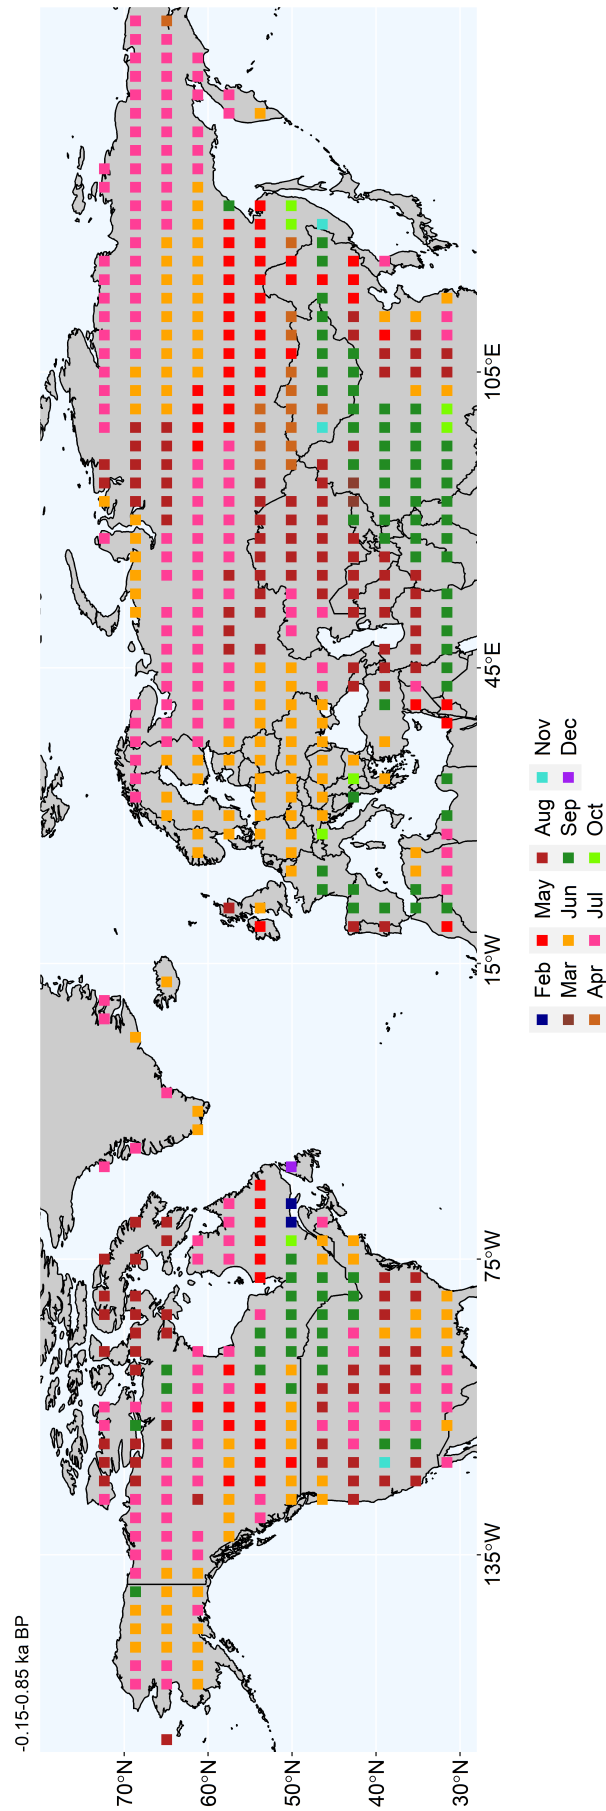 -0.15-0.85 ka BP
70°N
60°N
50°N
40°N
30°N
135°W
75°W
15°W
45°E
105°E
Feb May Aug Nov
Mar Jun Sep Dec
Apr Jul Oct